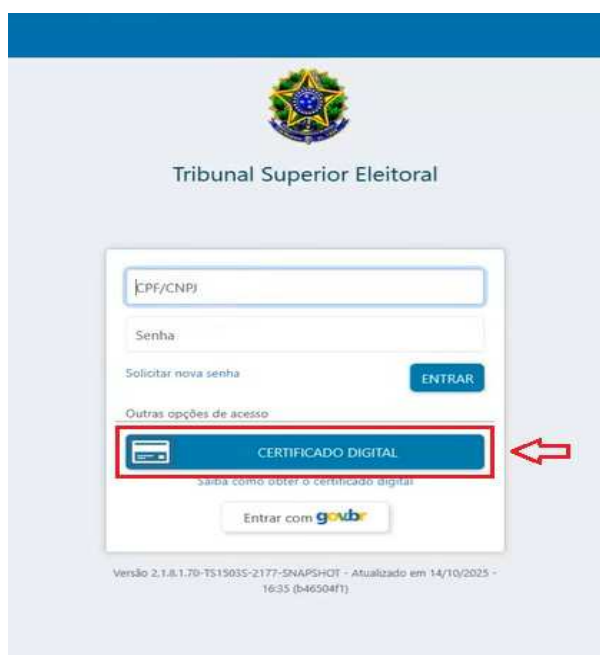 Tribunal Superior Eleitoral
CPF/CNPJ
Senha
Solicitar nova senha
ENTRAR
Outras opções de acesso
CERTIFICADO DIGITAL
Saiba como obter o certificado digital
Entrar com gov.br
Versão 2.1.8.1.70-TS1503S-2177-SNAPSHOT - Atualizado em 14/10/2025 -
16:35 (b46504f1)